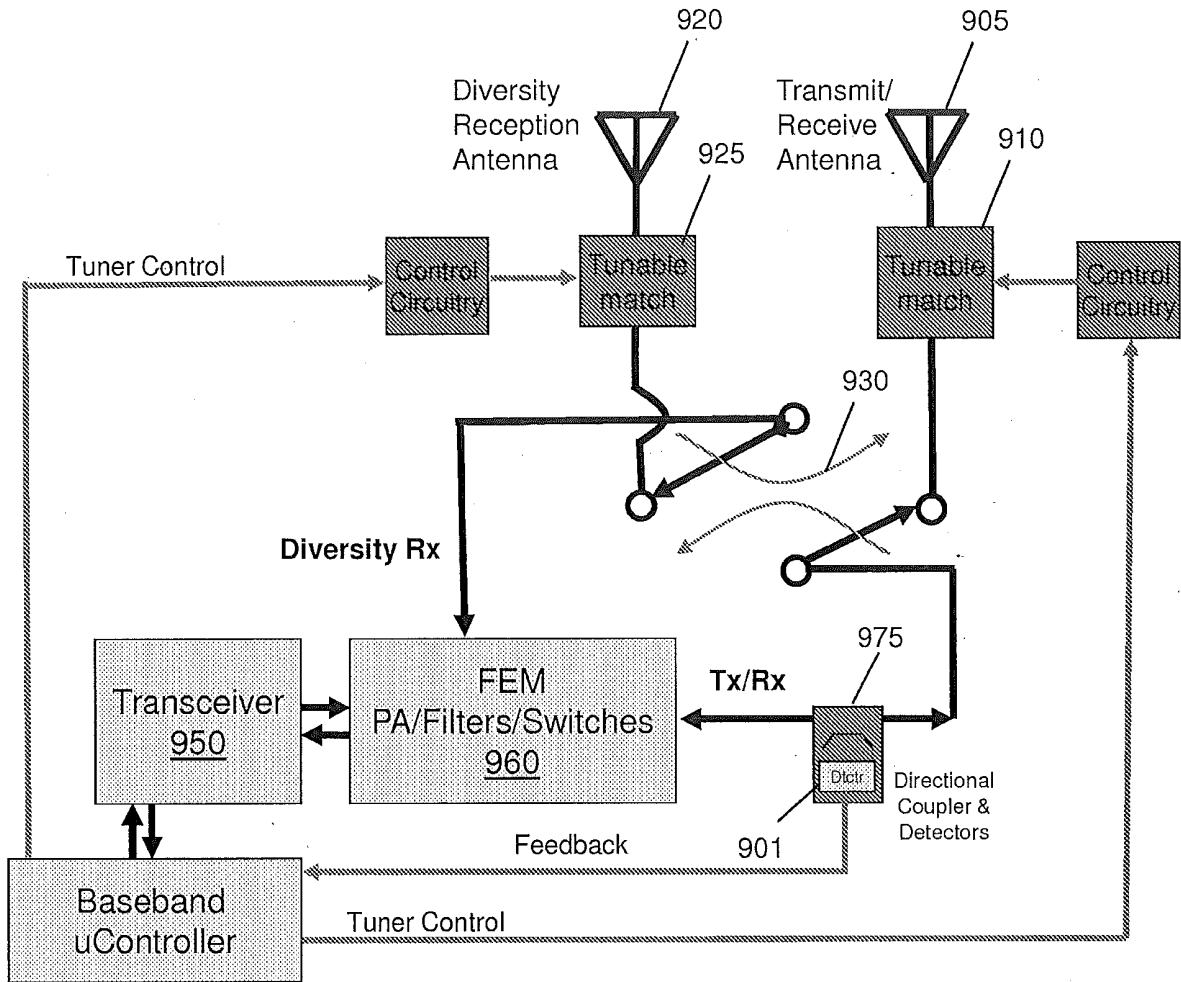 920
905
Diversity
Reception
Antenna
Transmit/
Receive
Antenna
925
910
Tuner Control
Control
Circuitry
Tunable
match
Tunable
match
Control
Circuitry
930
Diversity Rx
975
Transceiver
950
FEM
PA/Filters/Switches
960
Tx/Rx
Dtctr
Directional
Coupler &
Detectors
901
Feedback
Baseband
uController
Tuner Control